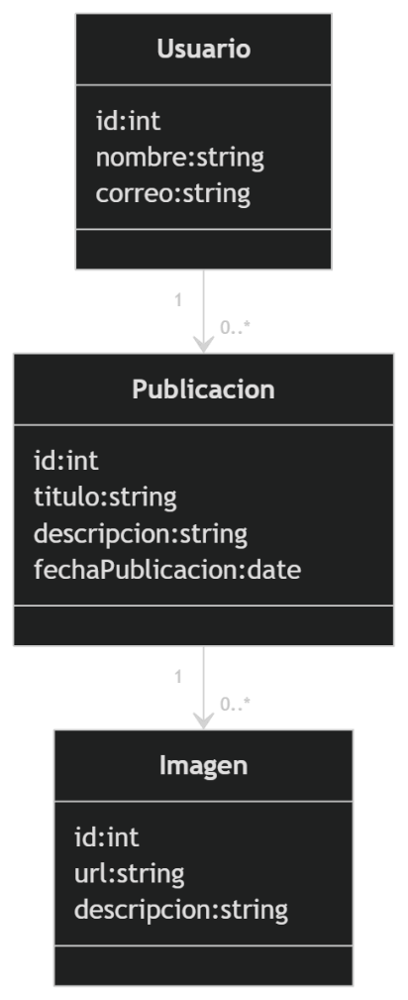 Usuario
id:int
nombre:string
correo:string
1
0..*
Publicacion
id:int
titulo:string
descripcion:string
fechaPublicacion:date
1
0..*
Imagen
id:int
url:string
descripcion:string